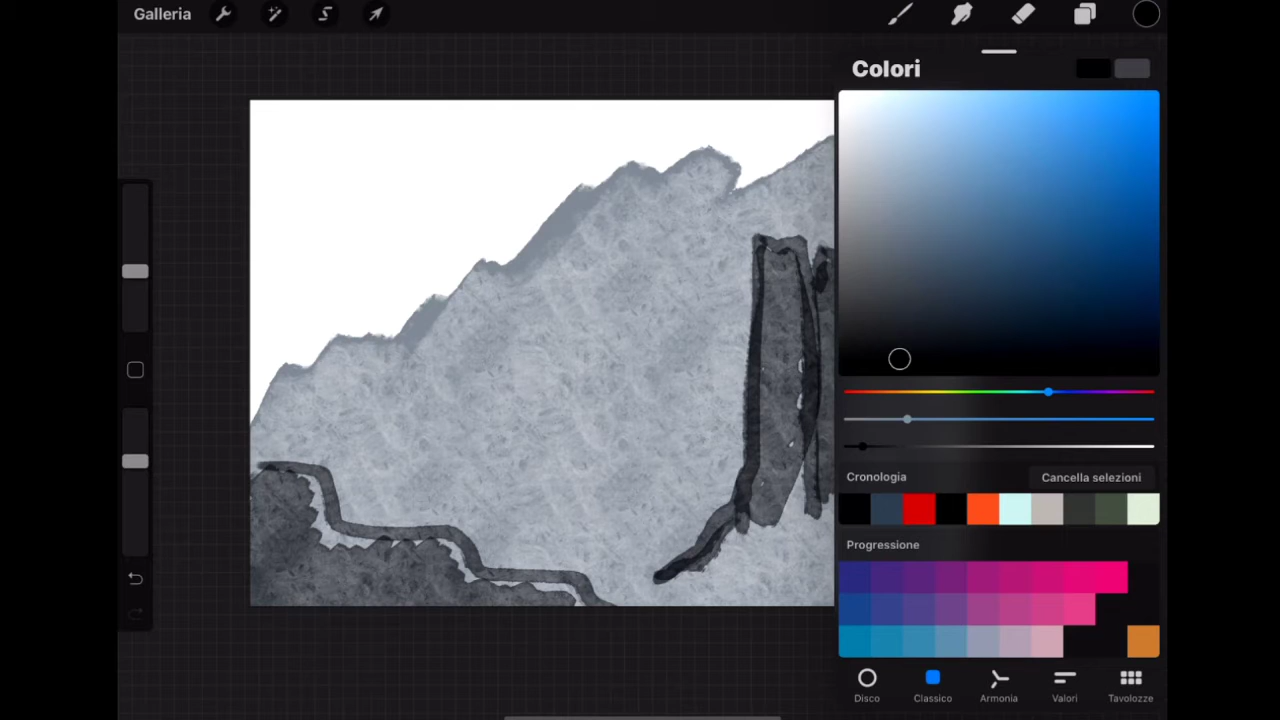 Galleria
Colori
Cronologia
Cancella selezioni
Progressione
Disco
Classico
Armonia
Valori
Tavolozze